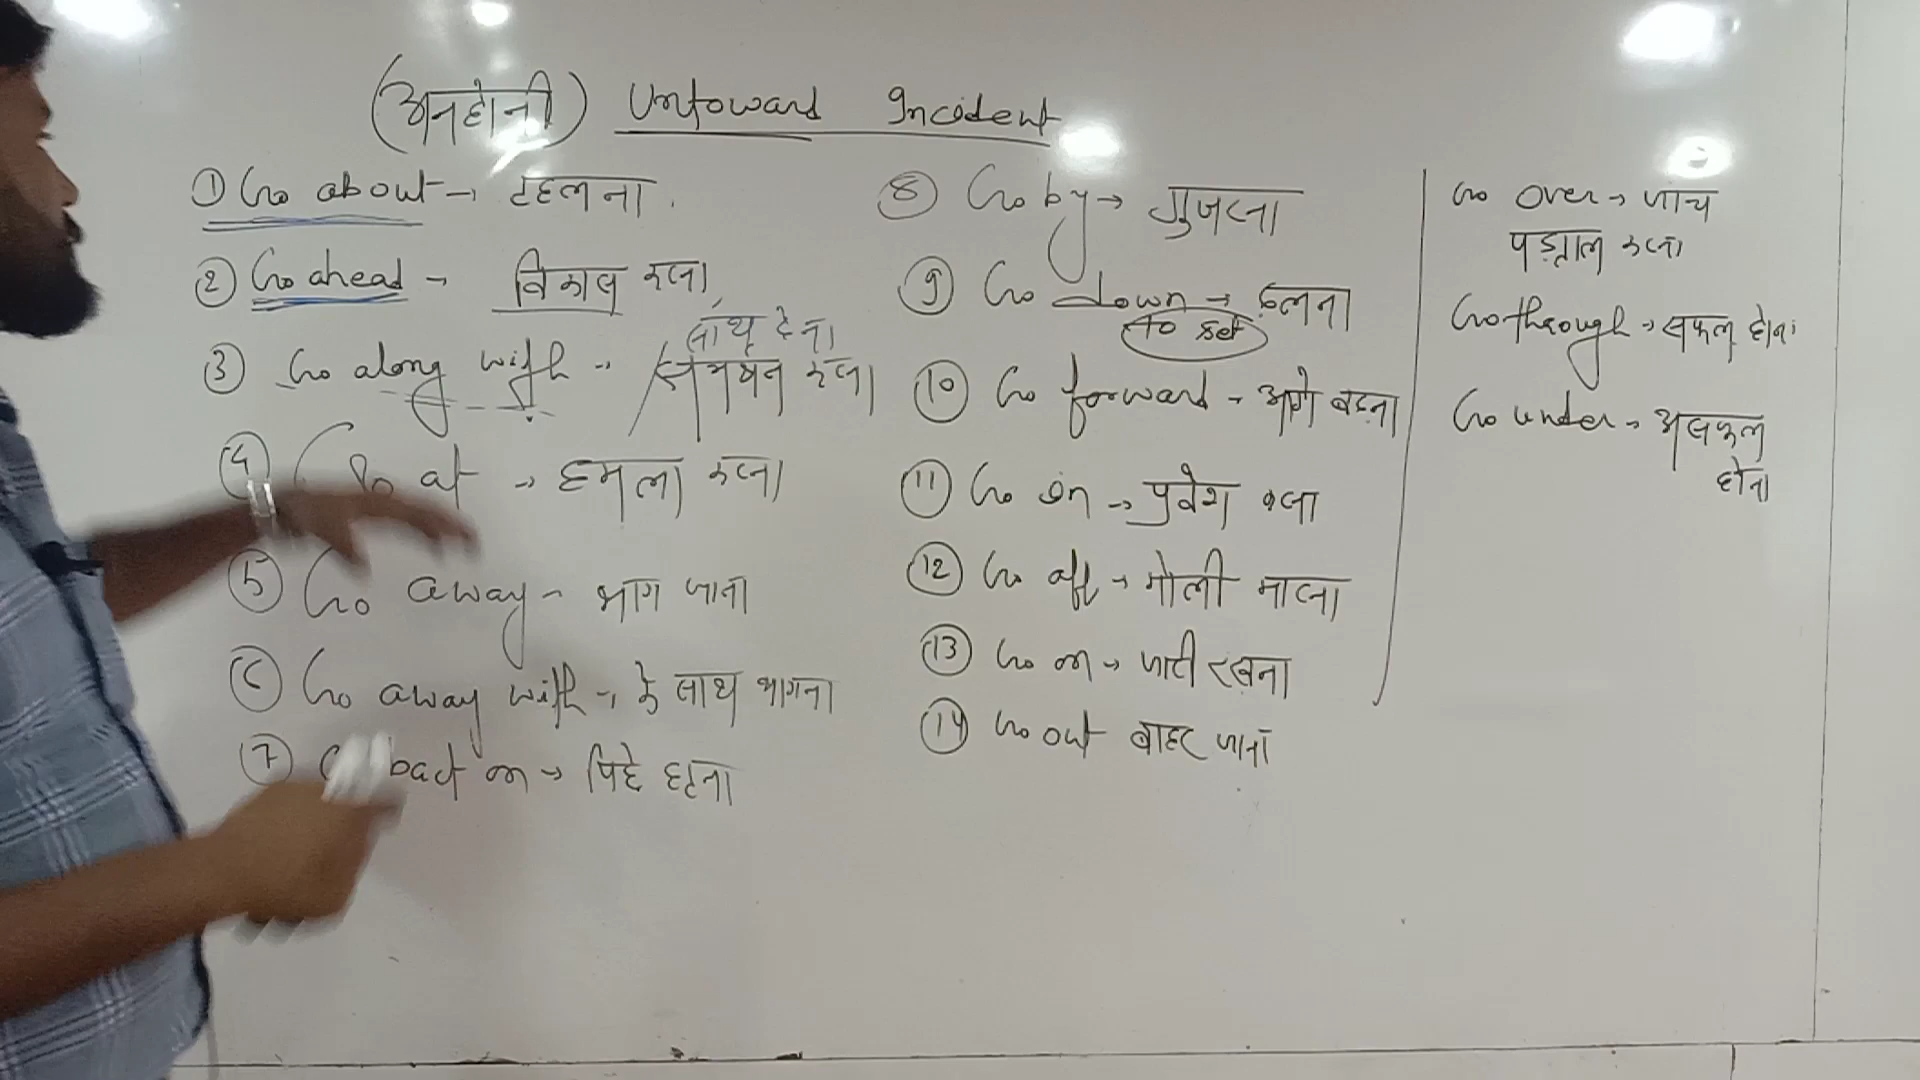 (अनहोनी) Untoward Incident
① Go about → टहलना.
② Go ahead - विकास करना
③ Go along with → साथ देना / समर्थन करना
④ Go at → हमला करना
⑤ Go away - भाग जाना
⑥ Go away with → के साथ भागना
⑦ back on → पिछे हटना
⑧ Go by → गुजरना
⑨ Go down → ढ़लना
to set
⑩ Go forward - आगे बढ़ना
⑪ Go in → प्रवेश करना
⑫ Go off → गोली मारना
⑬ Go on → जारी रखना
⑭ Go out बाहर जाना
Go over → जाच
पड़ताल करना
Go through → सफल होना
Go under → असफल
होना